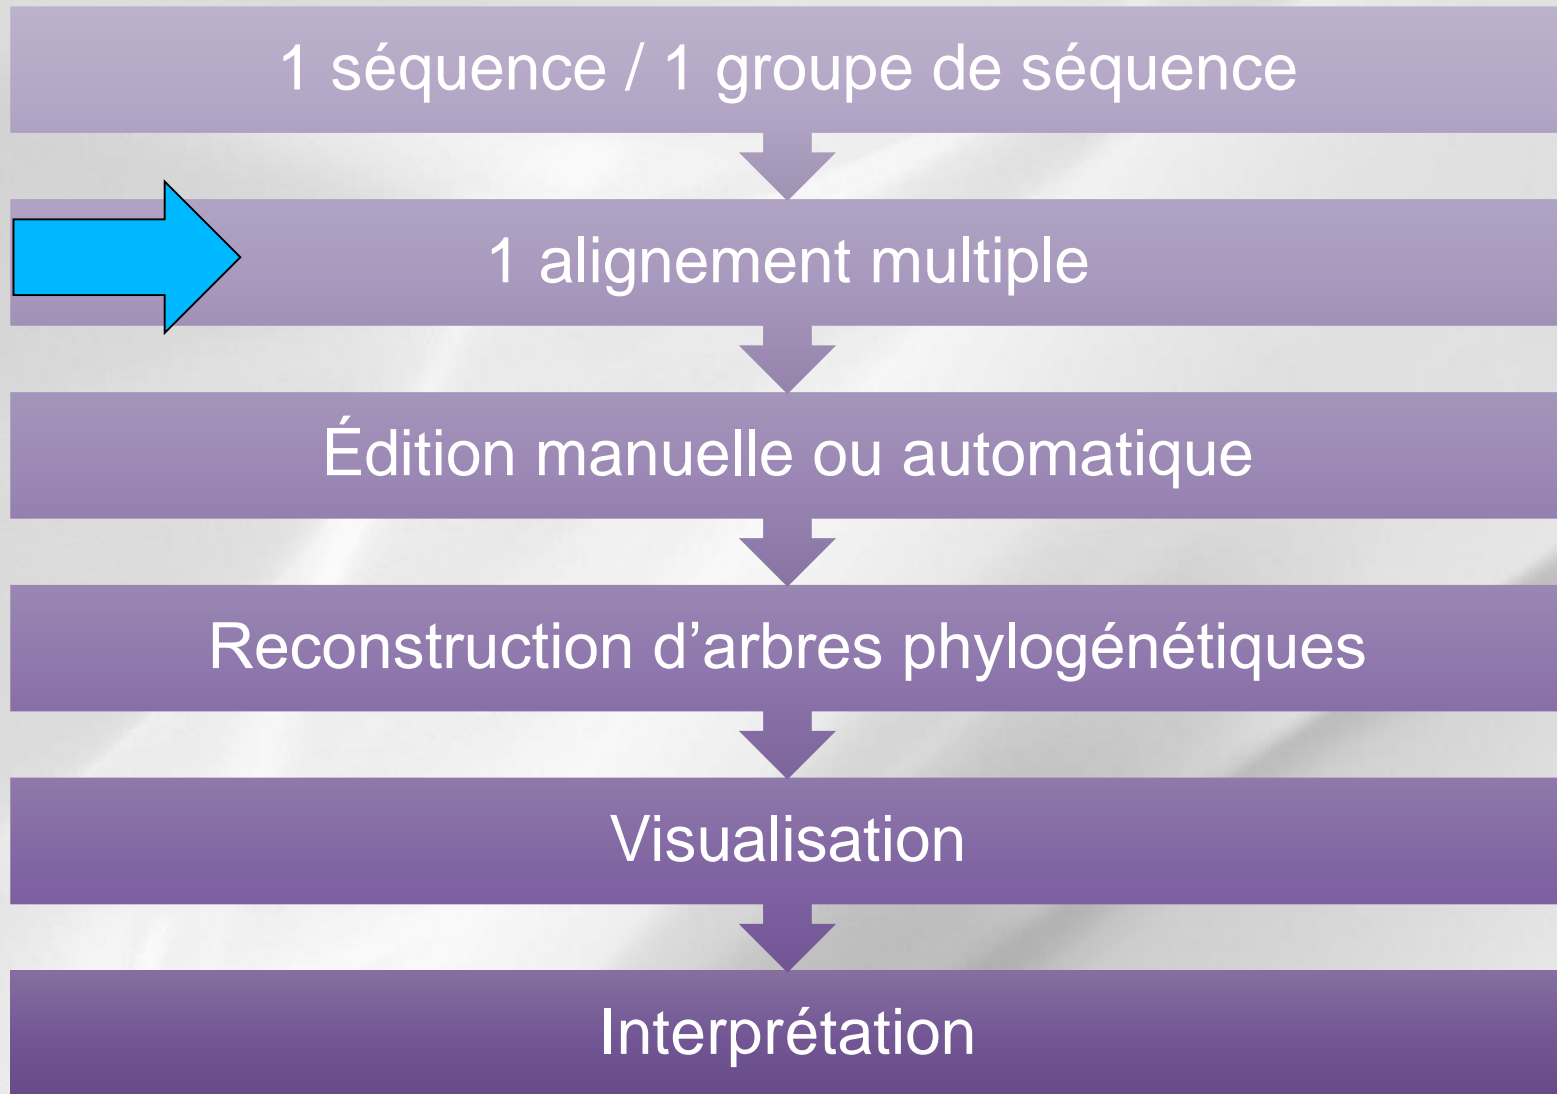 1 séquence / 1 groupe de séquence
1 alignement multiple
Édition manuelle ou automatique
Reconstruction d’arbres phylogénétiques
Visualisation
Interprétation